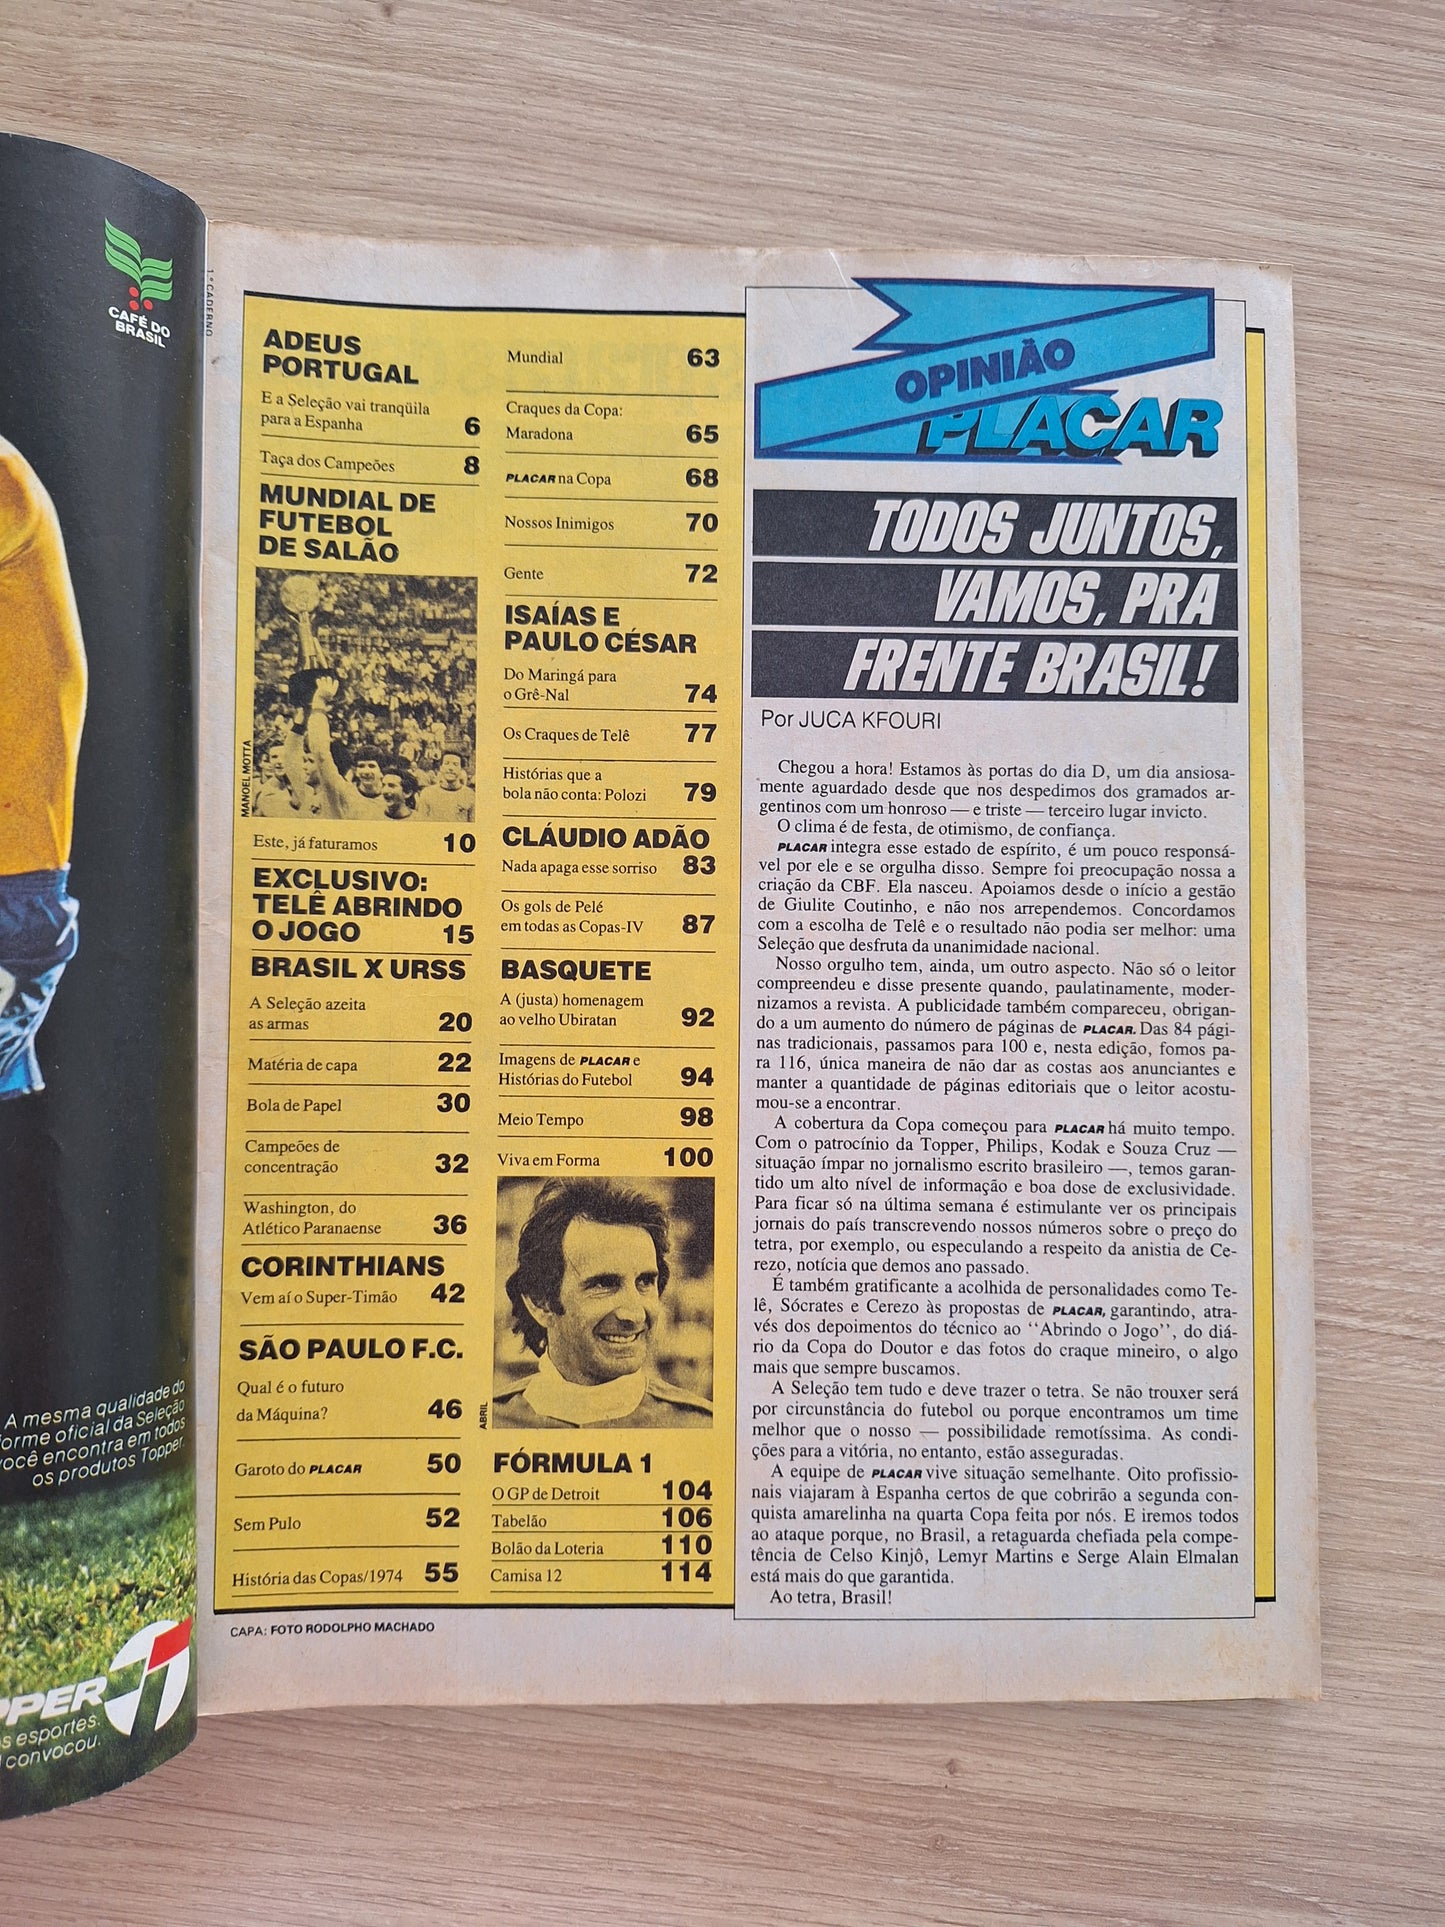 CAFÉ DO
BRASIL
A mesma qualidade do
orme oficial da Seleção
você encontra em todos
os produtos Topper.
PPER
s esportes.
convocou.
1.º CADERNO
ADEUS
PORTUGAL
E a Seleção vai tranqüila
para a Espanha 6
Taça dos Campeões 8
MUNDIAL DE
FUTEBOL
DE SALÃO
MANOEL MOTTA
Este, já faturamos 10
EXCLUSIVO:
TELÊ ABRINDO
O JOGO 15
BRASIL X URSS
A Seleção azeita
as armas 20
Matéria de capa 22
Bola de Papel 30
Campeões de
concentração 32
Washington, do
Atlético Paranaense 36
CORINTHIANS
Vem aí o Super-Timão 42
SÃO PAULO F.C.
Qual é o futuro
da Máquina? 46
Garoto do PLACAR 50
Sem Pulo 52
História das Copas/1974 55
Mundial 63
Craques da Copa:
Maradona 65
PLACAR na Copa 68
Nossos Inimigos 70
Gente 72
ISAÍAS E
PAULO CÉSAR
Do Maringá para
o Grê-Nal 74
Os Craques de Telê 77
Histórias que a
bola não conta: Polozi 79
CLÁUDIO ADÃO
Nada apaga esse sorriso 83
Os gols de Pelé
em todas as Copas-IV 87
BASQUETE
A (justa) homenagem
ao velho Ubiratan 92
Imagens de PLACAR e
Histórias do Futebol 94
Meio Tempo 98
Viva em Forma 100
ABRIL
FÓRMULA 1
O GP de Detroit 104
Tabelão 106
Bolão da Loteria 110
Camisa 12 114
CAPA: FOTO RODOLPHO MACHADO
OPINIÃO
PLACAR
TODOS JUNTOS,
VAMOS, PRA
FRENTE BRASIL!
Por JUCA KFOURI
Chegou a hora! Estamos às portas do dia D, um dia ansiosa-
mente aguardado desde que nos despedimos dos gramados ar-
gentinos com um honroso — e triste — terceiro lugar invicto.
O clima é de festa, de otimismo, de confiança.
PLACAR integra esse estado de espírito, é um pouco responsá-
vel por ele e se orgulha disso. Sempre foi preocupação nossa a
criação da CBF. Ela nasceu. Apoiamos desde o início a gestão
de Giulite Coutinho, e não nos arrependemos. Concordamos
com a escolha de Telê e o resultado não podia ser melhor: uma
Seleção que desfruta da unanimidade nacional.
Nosso orgulho tem, ainda, um outro aspecto. Não só o leitor
compreendeu e disse presente quando, paulatinamente, moder-
nizamos a revista. A publicidade também compareceu, obrigan-
do a um aumento do número de páginas de PLACAR. Das 84 pági-
nas tradicionais, passamos para 100 e, nesta edição, fomos pa-
ra 116, única maneira de não dar as costas aos anunciantes e
manter a quantidade de páginas editoriais que o leitor acostu-
mou-se a encontrar.
A cobertura da Copa começou para PLACAR há muito tempo.
Com o patrocínio da Topper, Philips, Kodak e Souza Cruz —
situação ímpar no jornalismo escrito brasileiro —, temos garan-
tido um alto nível de informação e boa dose de exclusividade.
Para ficar só na última semana é estimulante ver os principais
jornais do país transcrevendo nossos números sobre o preço do
tetra, por exemplo, ou especulando a respeito da anistia de Ce-
rezo, notícia que demos ano passado.
É também gratificante a acolhida de personalidades como Te-
lê, Sócrates e Cerezo às propostas de PLACAR, garantindo, atra-
vés dos depoimentos do técnico ao "Abrindo o Jogo", do diá-
rio da Copa do Doutor e das fotos do craque mineiro, o algo
mais que sempre buscamos.
A Seleção tem tudo e deve trazer o tetra. Se não trouxer será
por circunstância do futebol ou porque encontramos um time
melhor que o nosso — possibilidade remotíssima. As condi-
ções para a vitória, no entanto, estão asseguradas.
A equipe de PLACAR vive situação semelhante. Oito profissio-
nais viajaram à Espanha certos de que cobrirão a segunda con-
quista amarelinha na quarta Copa feita por nós. E iremos todos
ao ataque porque, no Brasil, a retaguarda chefiada pela compe-
tência de Celso Kinjô, Lemyr Martins e Serge Alain Elmalan
está mais do que garantida.
Ao tetra, Brasil!